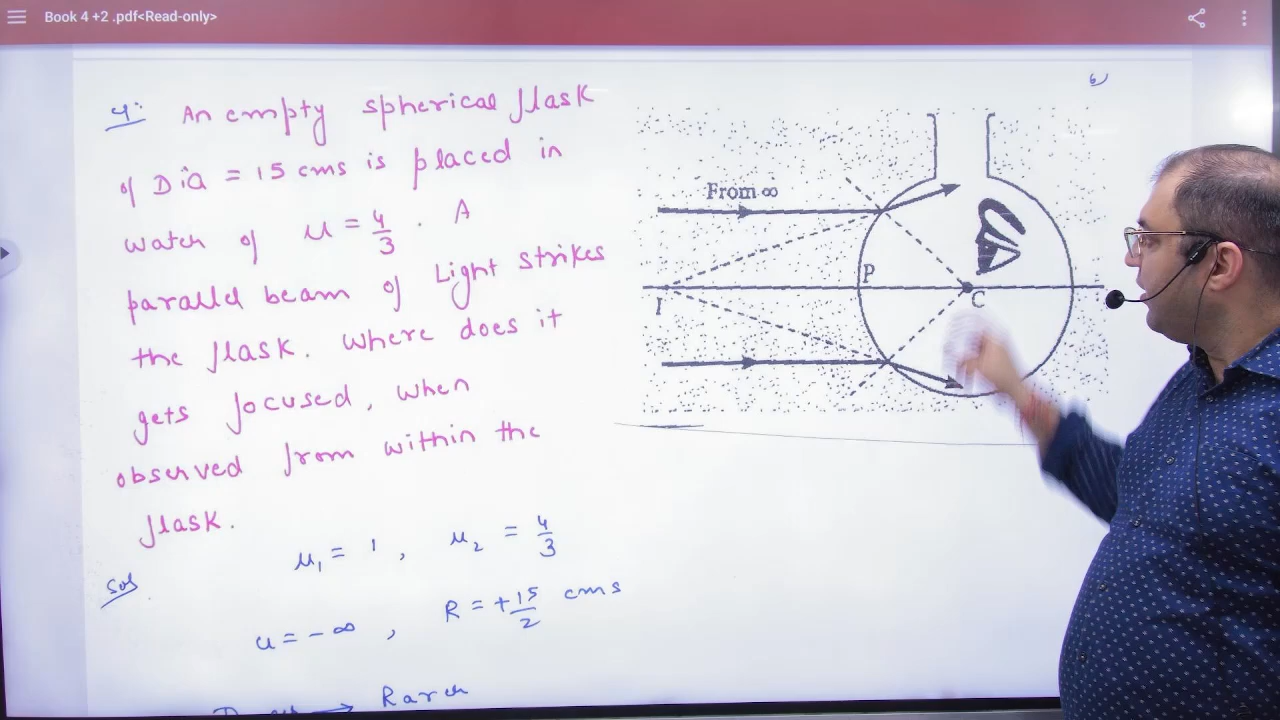 Book 4 +2 .pdf<Read-only>
6)
4: An empty spherical flask
of Dia = 15 cms is placed in
water of μ = 4/3 . A
parallel beam of Light strikes
the flask. Where does it
gets focused, when
observed from within the
flask.
From ∞
P
C
I
Sol μ₁ = 1 , μ₂ = 4/3
u = - ∞ , R = + 15/2 cms
→ Rarer